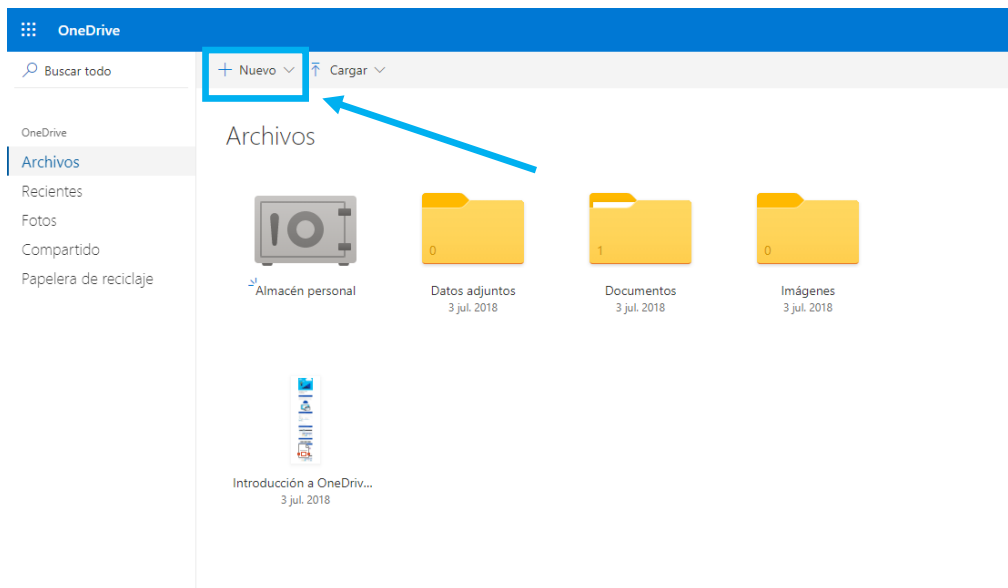 OneDrive
Buscar todo
Nuevo
Cargar
OneDrive
Archivos
Recientes
Fotos
Compartido
Papelera de reciclaje
Archivos
Almacén personal
0
Datos adjuntos
3 jul. 2018
1
Documentos
3 jul. 2018
0
Imágenes
3 jul. 2018
Introducción a OneDriv...
3 jul. 2018